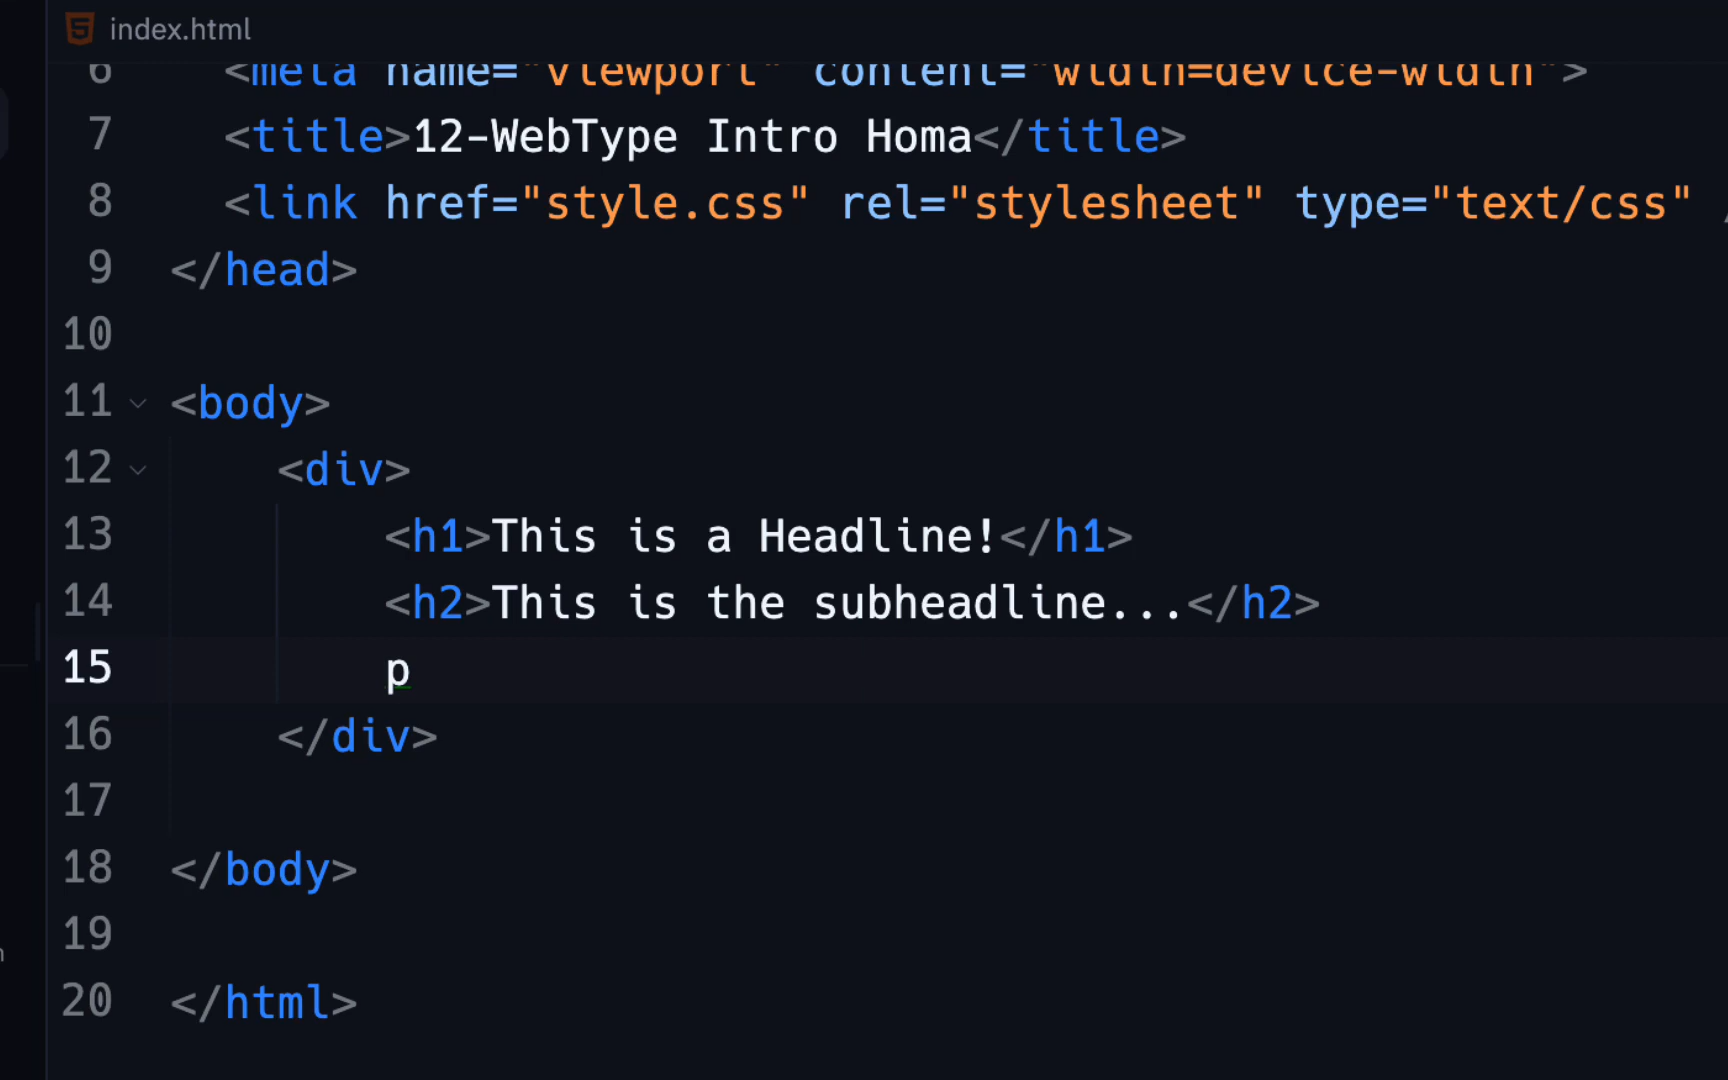 index.html
6 <meta name="viewport" content="width=device-width">
7 <title>12-WebType Intro Homa</title>
8 <link href="style.css" rel="stylesheet" type="text/css"
9 </head>
10
11 <body>
12 <div>
13 <h1>This is a Headline!</h1>
14 <h2>This is the subheadline...</h2>
15 p
16 </div>
17
18 </body>
19
20 </html>